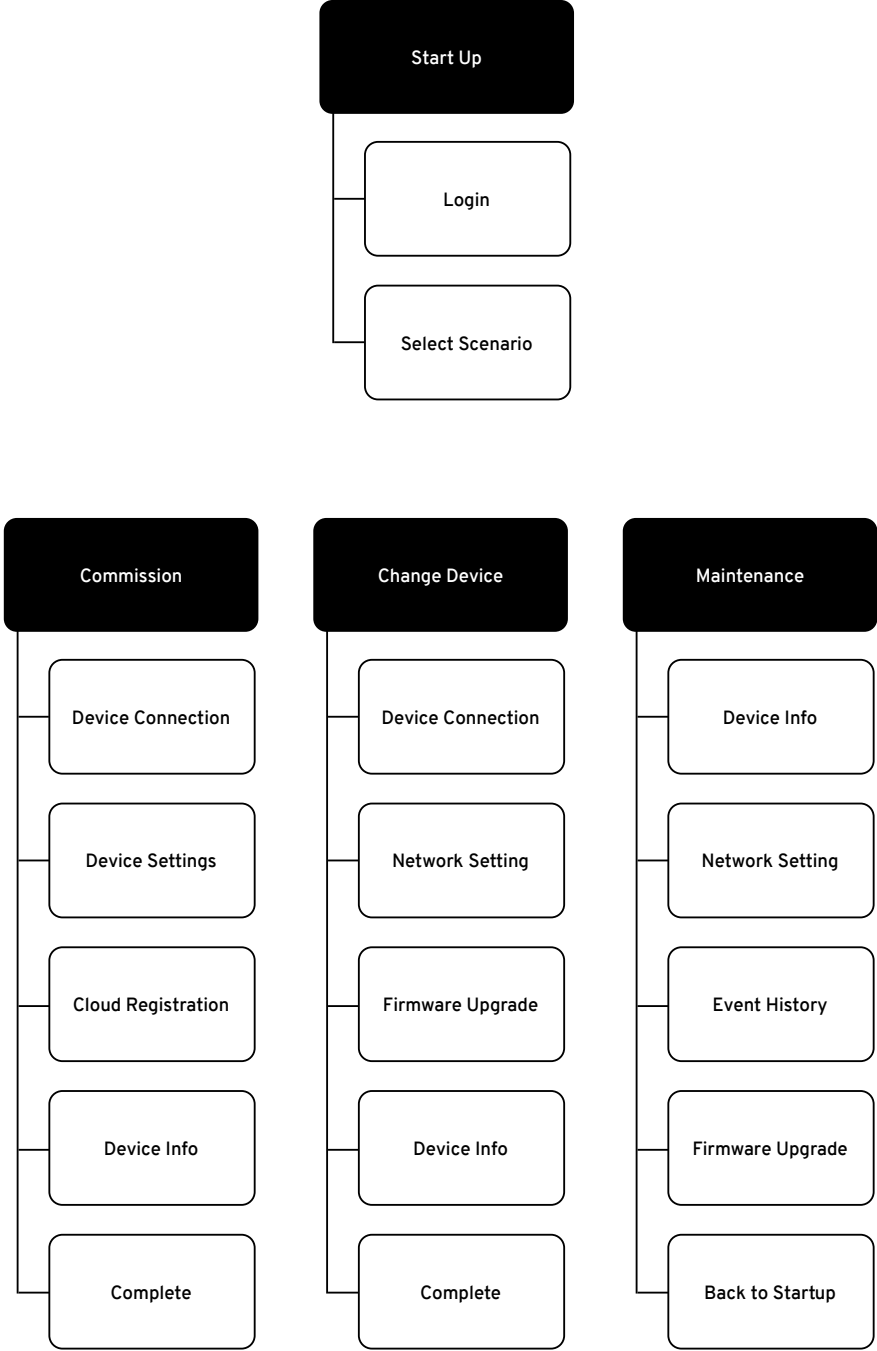 Start Up
Login
Select Scenario
Commission
Device Connection
Device Settings
Cloud Registration
Device Info
Complete
Change Device
Device Connection
Network Setting
Firmware Upgrade
Device Info
Complete
Maintenance
Device Info
Network Setting
Event History
Firmware Upgrade
Back to Startup